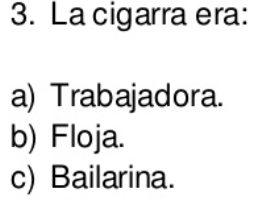 3. La cigarra era:
a) Trabajadora.
b) Floja.
c) Bailarina.